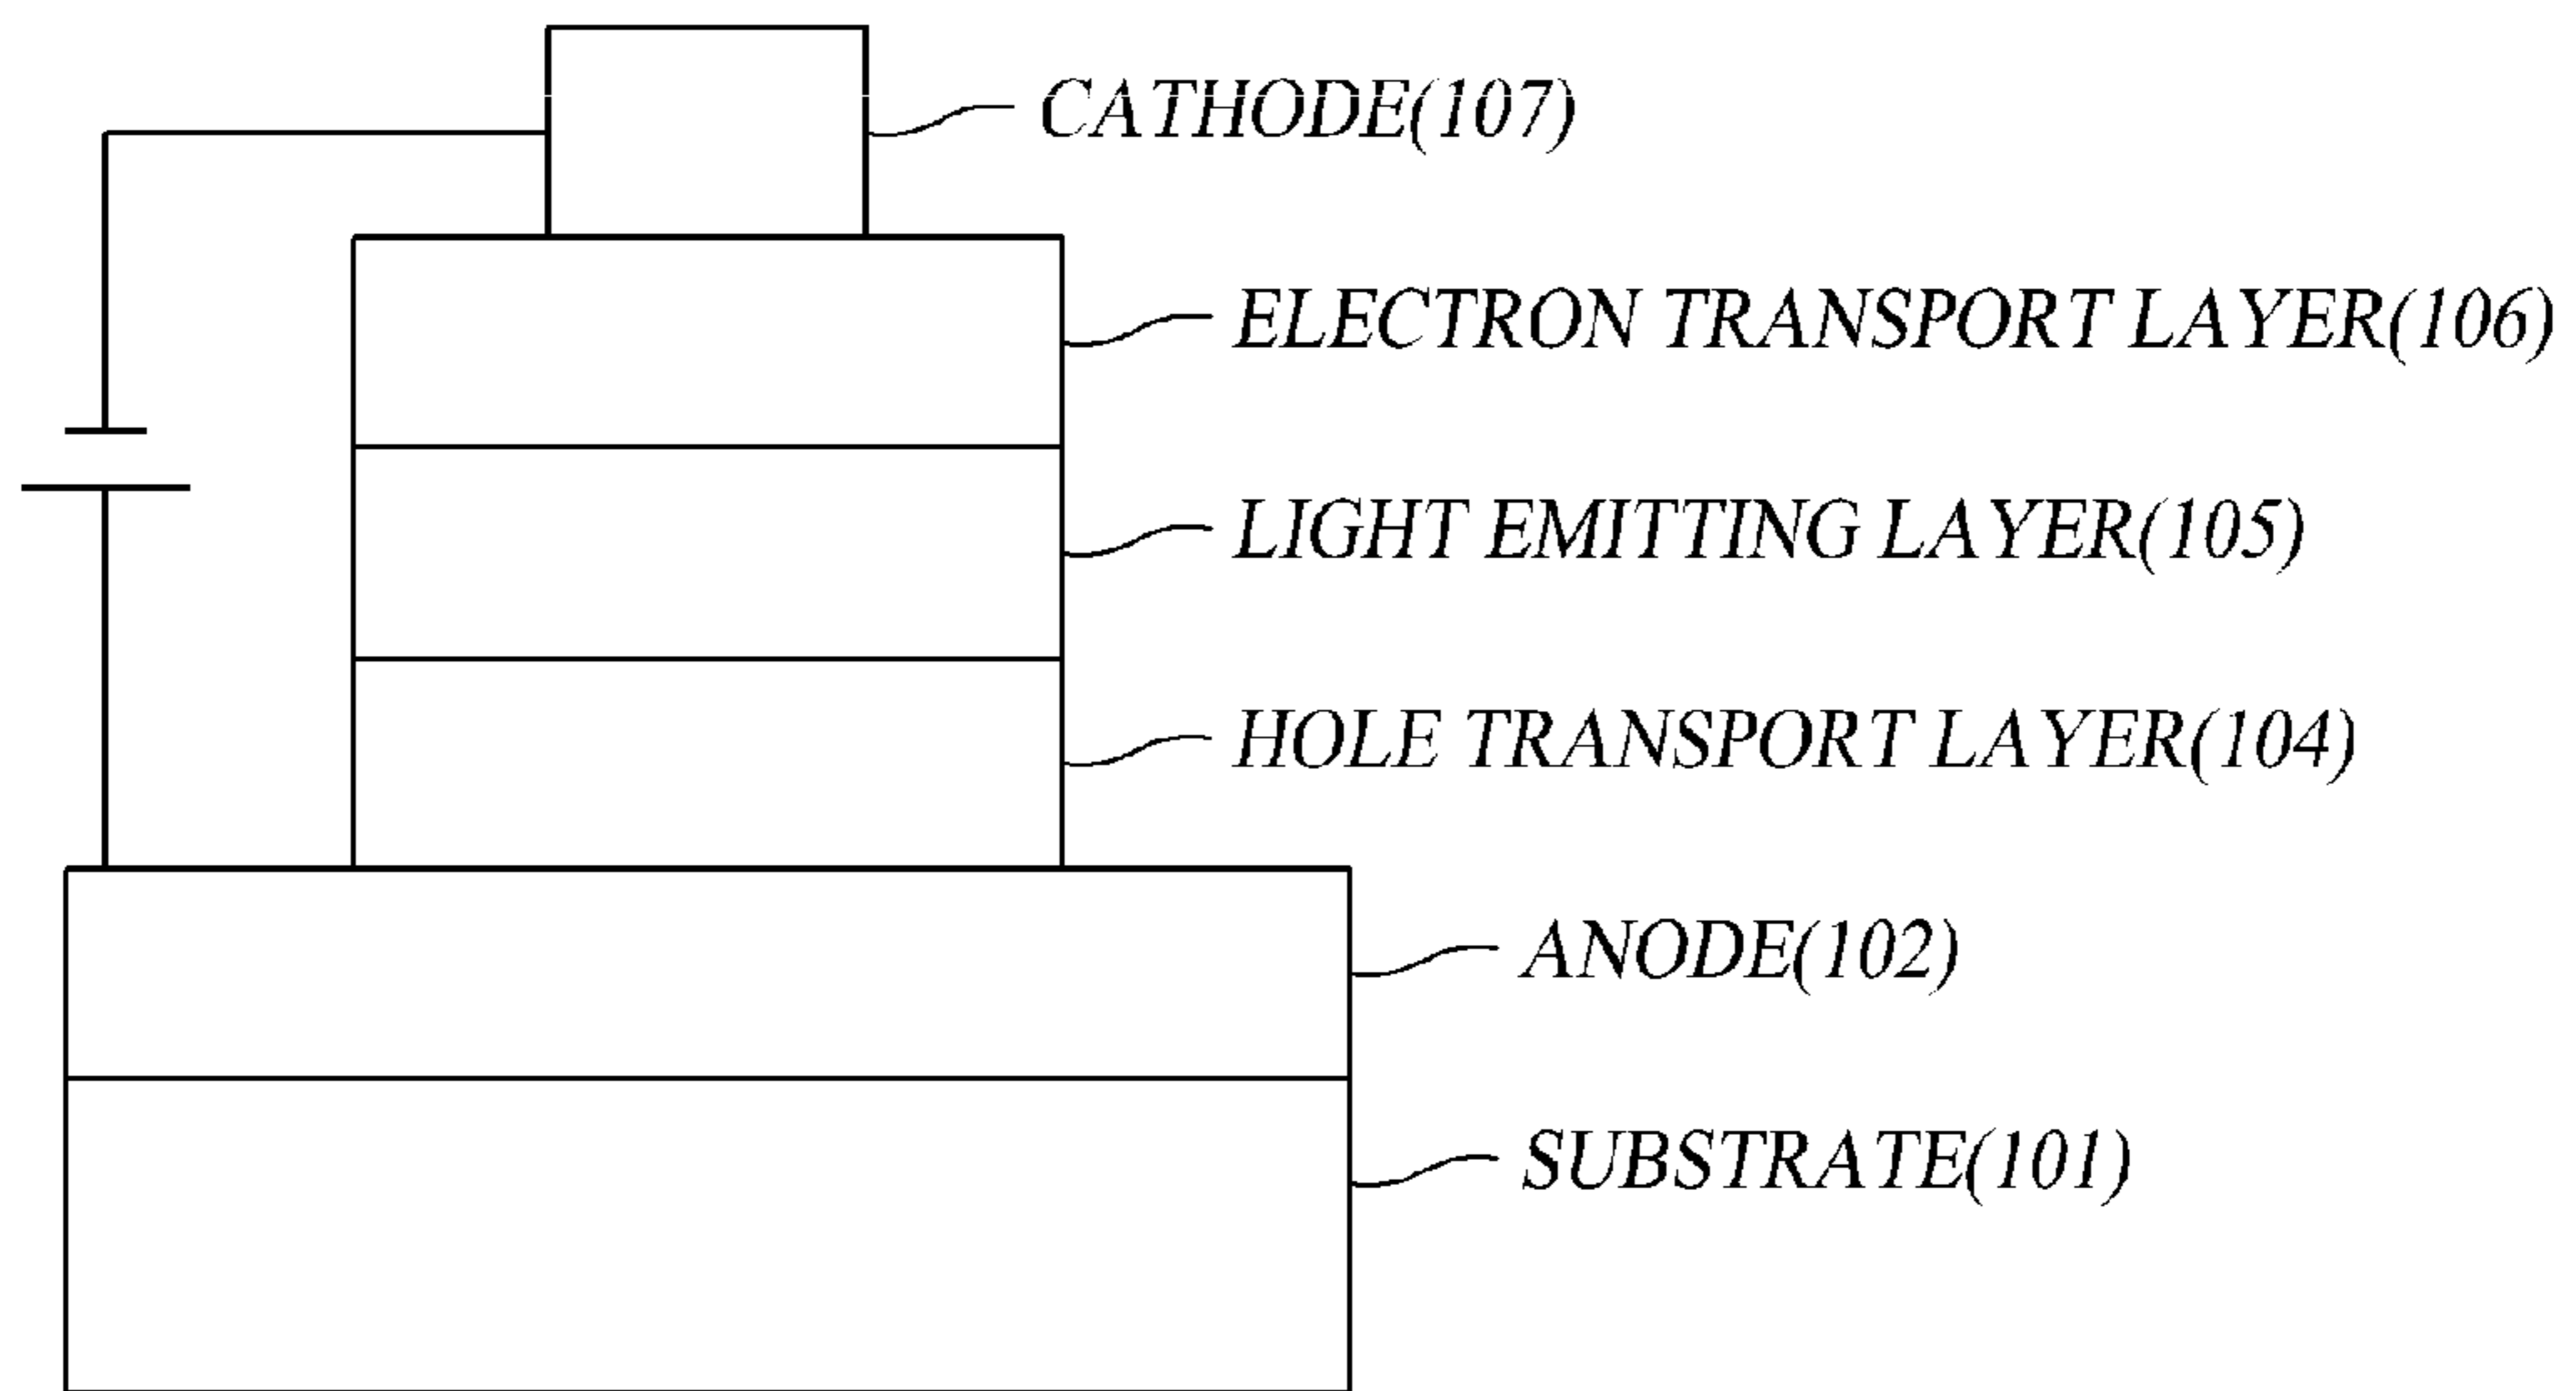 CATHODE(107)
ELECTRON TRANSPORT LAYER(106)
LIGHT EMITTING LAYER(105)
HOLE TRANSPORT LAYER(104)
ANODE(102)
SUBSTRATE(101)